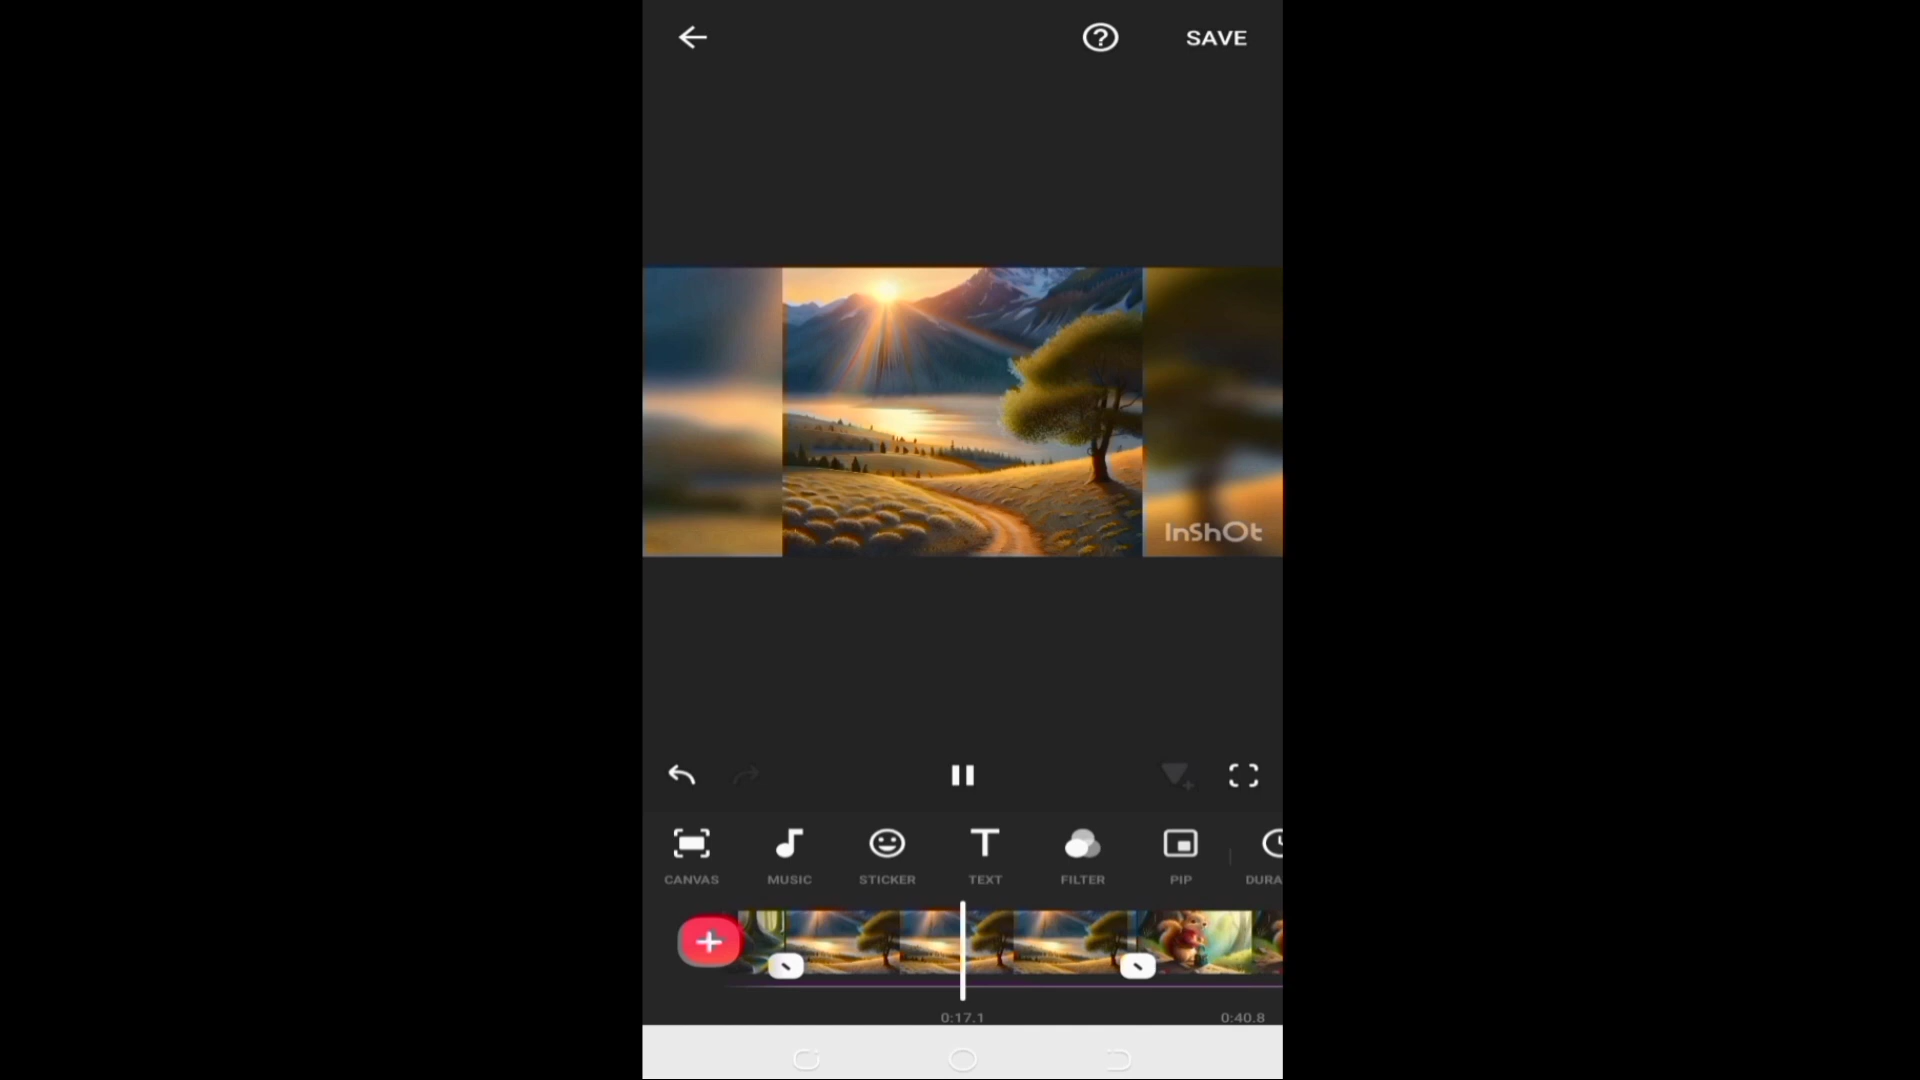 SAVE
InShOt
CANVAS MUSIC STICKER TEXT FILTER PIP DURA
0:17.1 0:40.8